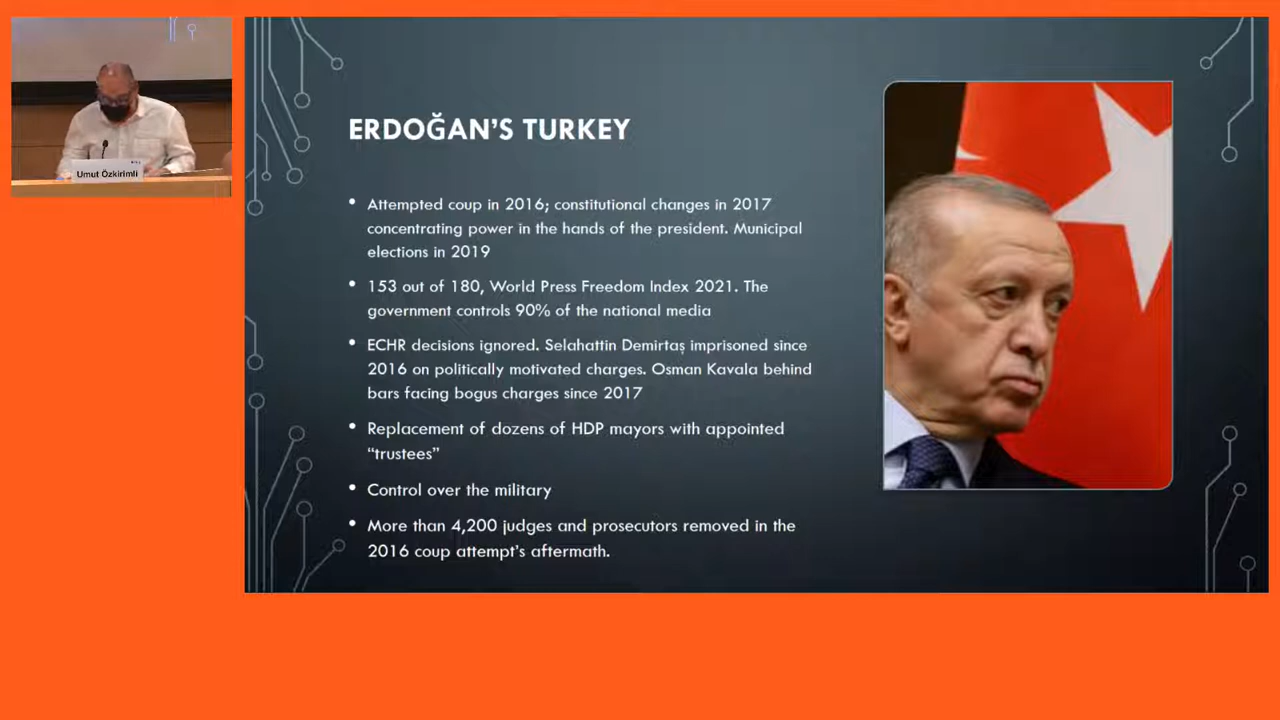 Umut Özkirimli
ERDOĞAN'S TURKEY
• Attempted coup in 2016; constitutional changes in 2017
concentrating power in the hands of the president. Municipal
elections in 2019
• 153 out of 180, World Press Freedom Index 2021. The
government controls 90% of the national media
• ECHR decisions ignored. Selahattin Demirtaş imprisoned since
2016 on politically motivated charges. Osman Kavala behind
bars facing bogus charges since 2017
• Replacement of dozens of HDP mayors with appointed
“trustees”
• Control over the military
• More than 4,200 judges and prosecutors removed in the
2016 coup attempt's aftermath.